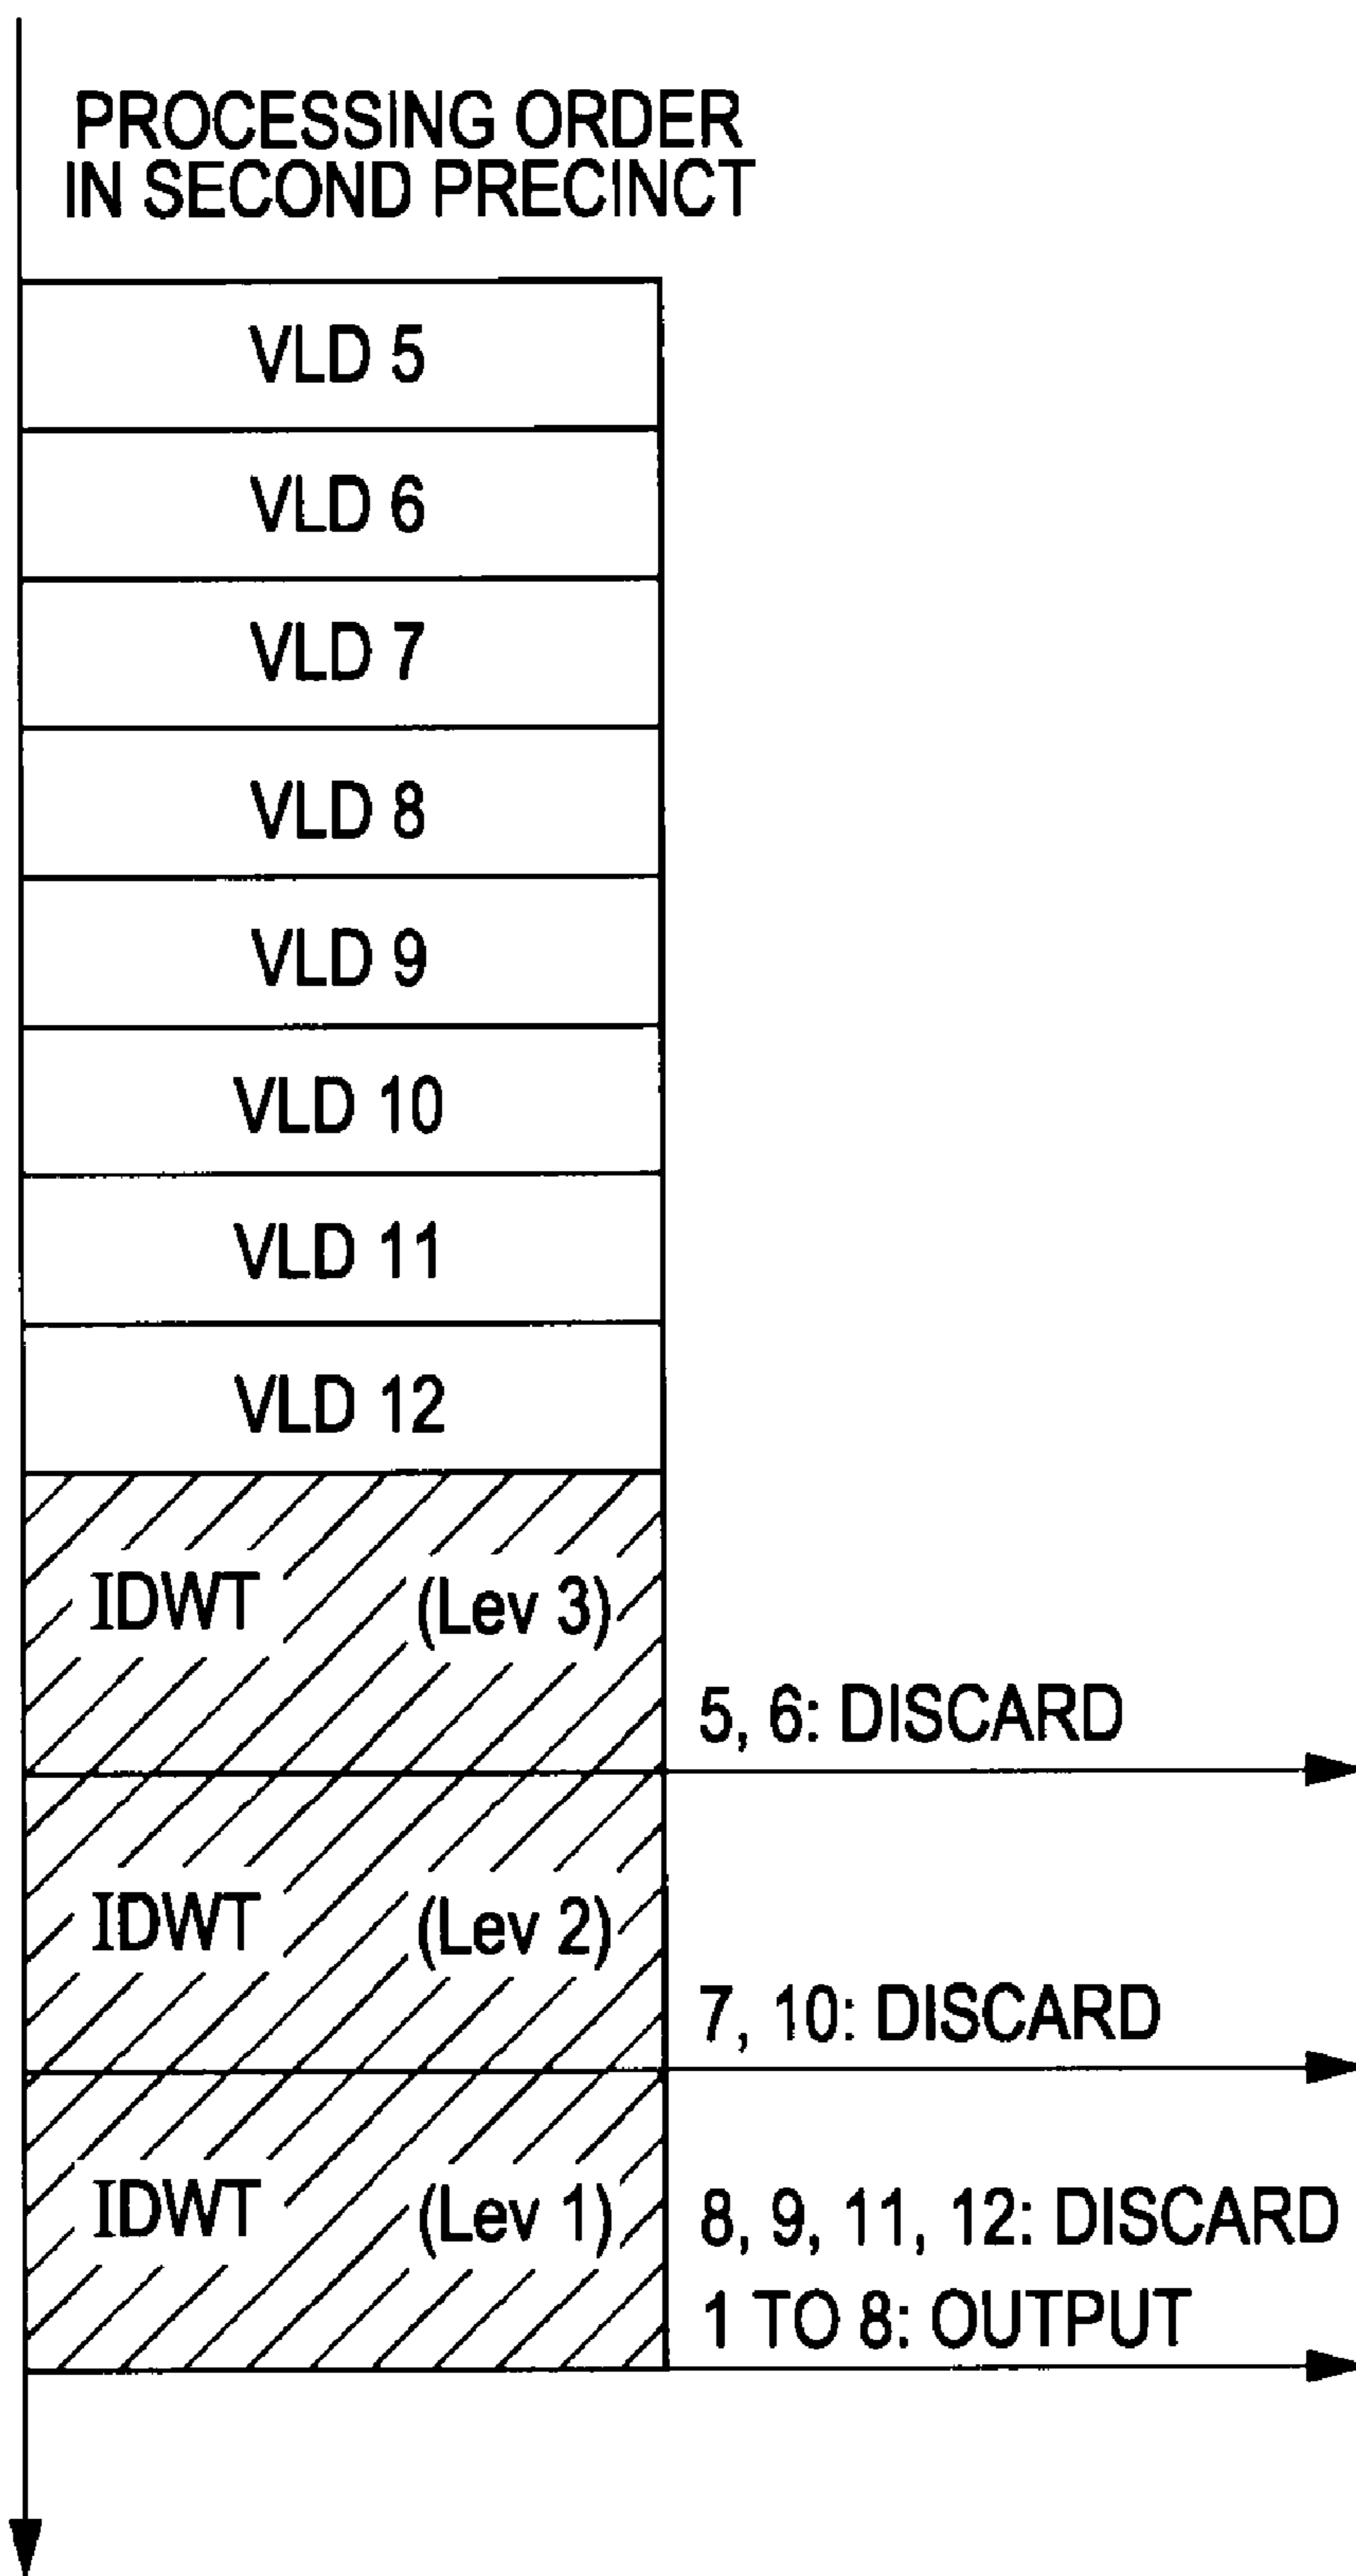 PROCESSING ORDER
IN SECOND PRECINCT
VLD 5
VLD 6
VLD 7
VLD 8
VLD 9
VLD 10
VLD 11
VLD 12
IDWT (Lev 3)
5, 6: DISCARD
IDWT (Lev 2)
7, 10: DISCARD
IDWT (Lev 1)
8, 9, 11, 12: DISCARD
1 TO 8: OUTPUT